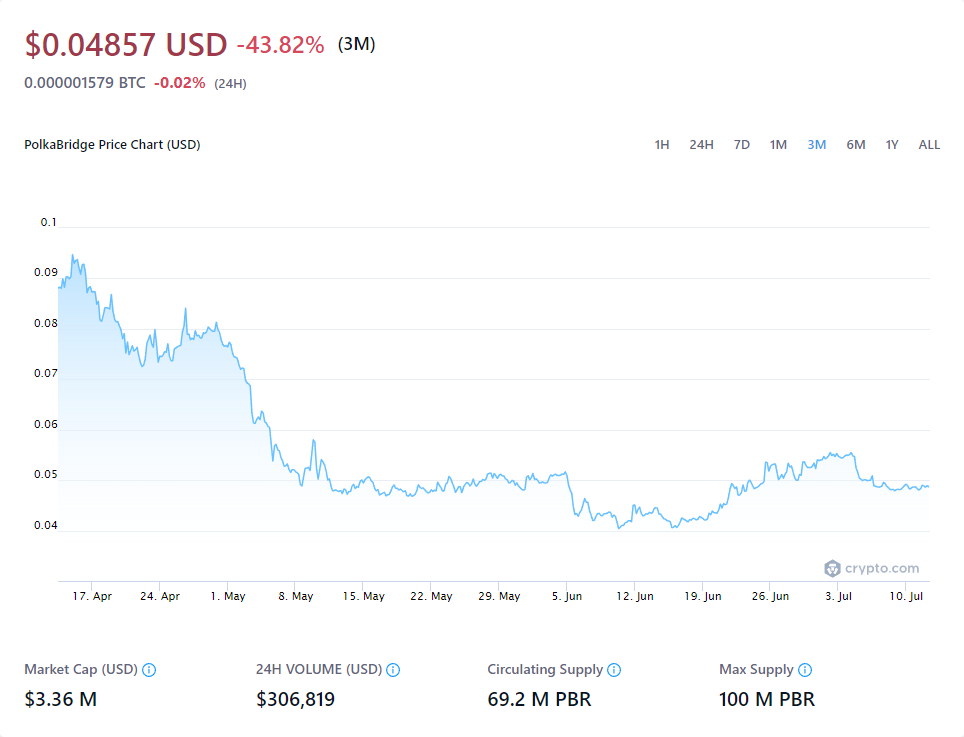 $0.04857 USD -43.82% (3M)
0.000001579 BTC -0.02% (24H)
PolkaBridge Price Chart (USD) 1H 24H 7D 1M 3M 6M 1Y ALL
0.1
0.09
0.08
0.07
0.06
0.05
0.04
crypto.com
17. Apr 24. Apr 1. May 8. May 15. May 22. May 29. May 5. Jun 12. Jun 19. Jun 26. Jun 3. Jul 10. Jul
Market Cap (USD) 24H VOLUME (USD) Circulating Supply Max Supply
$3.36 M $306,819 69.2 M PBR 100 M PBR